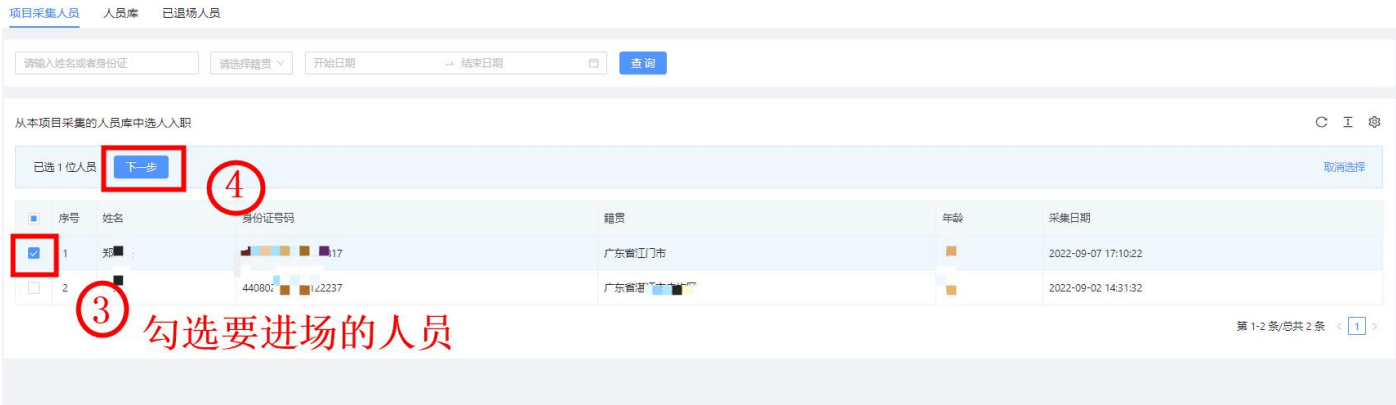 项目采集人员 人员库 已退场人员
请输入姓名或者身份证 请选择籍贯 开始日期 → 结束日期 查询
从本项目采集的人员库中选人入职
已选 1 位人员 下一步 取消选择
④
序号 姓名 身份证号码 籍贯 年龄 采集日期
1 郑 317 广东省江门市 2022-09-07 17:10:22
2 44080 122237 广东省湛 2022-09-02 14:31:32
③ 勾选要进场的人员
第 1-2 条/总共 2 条 < 1 >